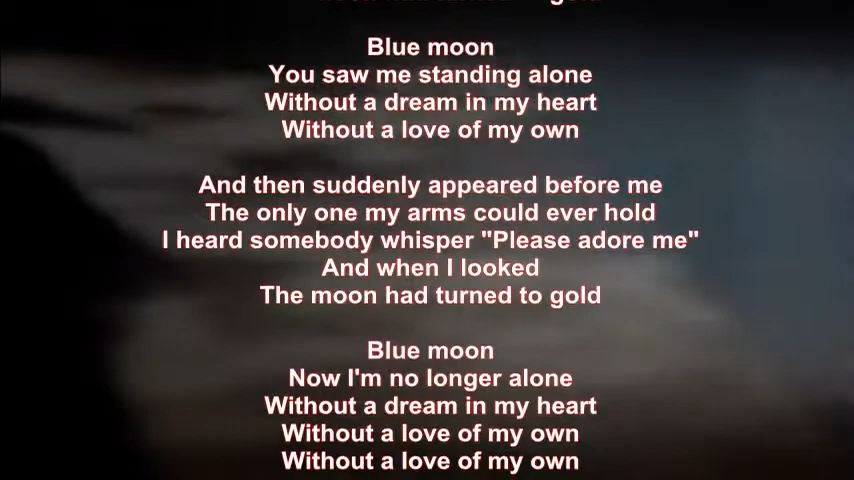 Blue moon
You saw me standing alone
Without a dream in my heart
Without a love of my own
And then suddenly appeared before me
The only one my arms could ever hold
I heard somebody whisper "Please adore me"
And when I looked
The moon had turned to gold
Blue moon
Now I'm no longer alone
Without a dream in my heart
Without a love of my own
Without a love of my own